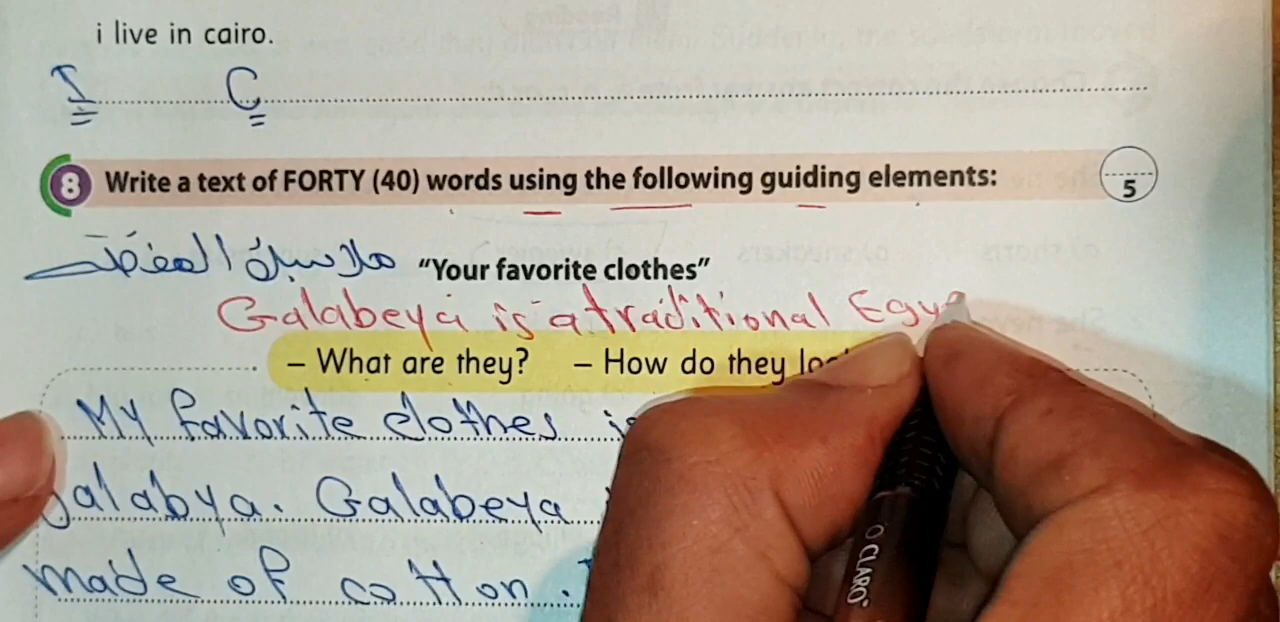 i live in cairo.
I C
8 Write a text of FORTY (40) words using the following guiding elements: 5
ملابسك المفضلة "Your favorite clothes"
Galabeya is a traditional Egy
- What are they? - How do they lo
My favorite clothes is
galabya. Galabeya
made of cotton.
CLARO